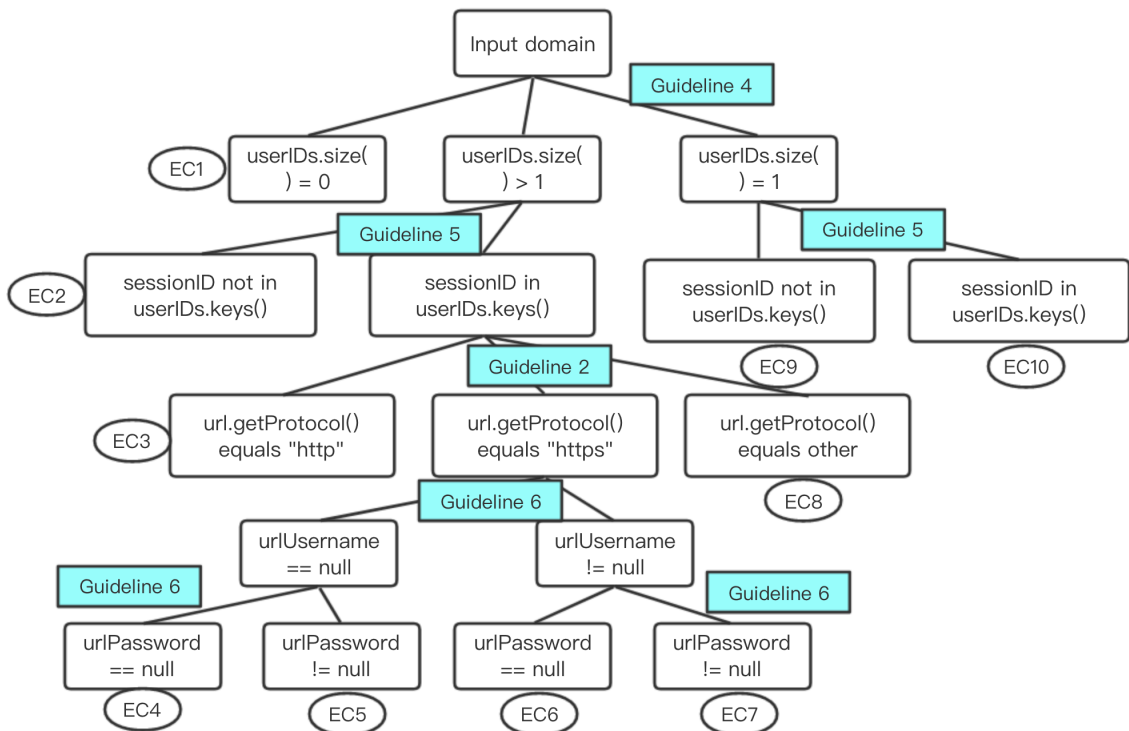 Input domain
Guideline 4
EC1
userIDs.size(
) = 0
userIDs.size(
) > 1
userIDs.size(
) = 1
Guideline 5
Guideline 5
EC2
sessionID not in
userIDs.keys()
sessionID in
userIDs.keys()
sessionID not in
userIDs.keys()
sessionID in
userIDs.keys()
Guideline 2
EC9
EC10
EC3
url.getProtocol()
equals "http"
url.getProtocol()
equals "https"
url.getProtocol()
equals other
Guideline 6
EC8
urlUsername
== null
urlUsername
!= null
Guideline 6
Guideline 6
urlPassword
== null
urlPassword
!= null
urlPassword
== null
urlPassword
!= null
EC4
EC5
EC6
EC7